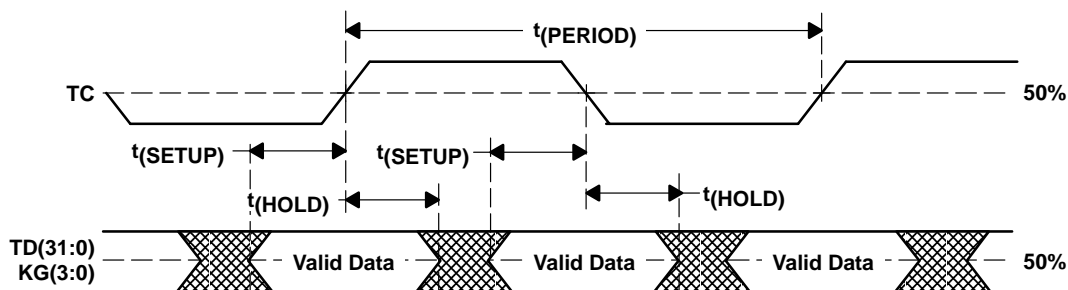 t(PERIOD)
TC
50%
t(SETUP)
t(SETUP)
t(HOLD)
t(HOLD)
TD(31:0)
KG(3:0)
Valid Data
Valid Data
Valid Data
50%